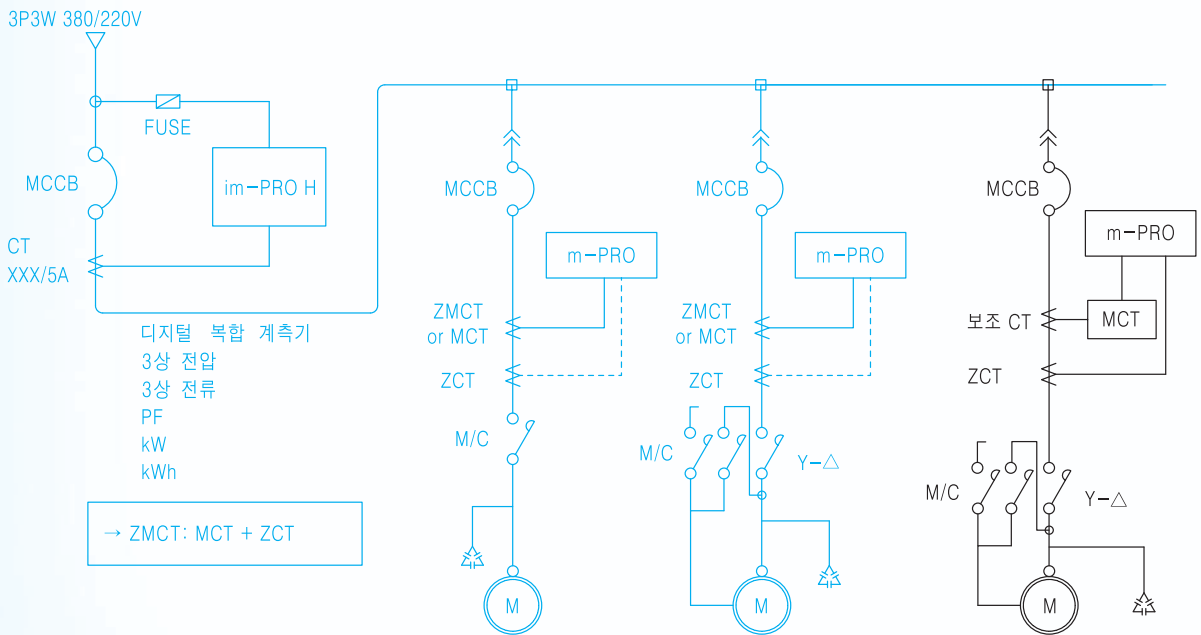 3P3W 380/220V
FUSE
MCCB
im-PRO H
CT
XXX/5A
디지털 복합 계측기
3상 전압
3상 전류
PF
kW
kWh
→ ZMCT: MCT + ZCT
MCCB
m-PRO
ZMCT
or MCT
ZCT
M/C
M
MCCB
m-PRO
ZMCT
or MCT
ZCT
M/C
Y-△
M
MCCB
m-PRO
보조 CT
MCT
ZCT
M/C
Y-△
M